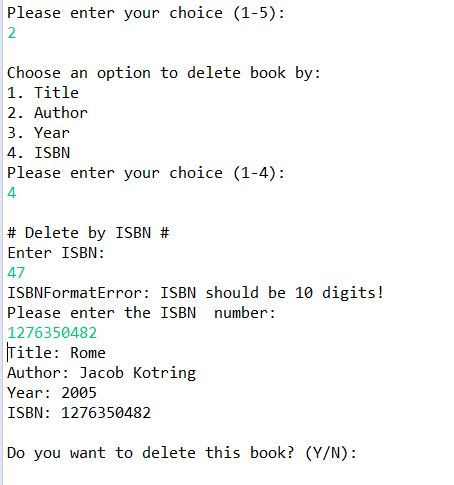 Please enter your choice (1-5):
2
Choose an option to delete book by:
1. Title
2. Author
3. Year
4. ISBN
Please enter your choice (1-4):
4
# Delete by ISBN #
Enter ISBN:
47
ISBNFormatError: ISBN should be 10 digits!
Please enter the ISBN  number:
1276350482
Title: Rome
Author: Jacob Kotring
Year: 2005
ISBN: 1276350482
Do you want to delete this book? (Y/N):